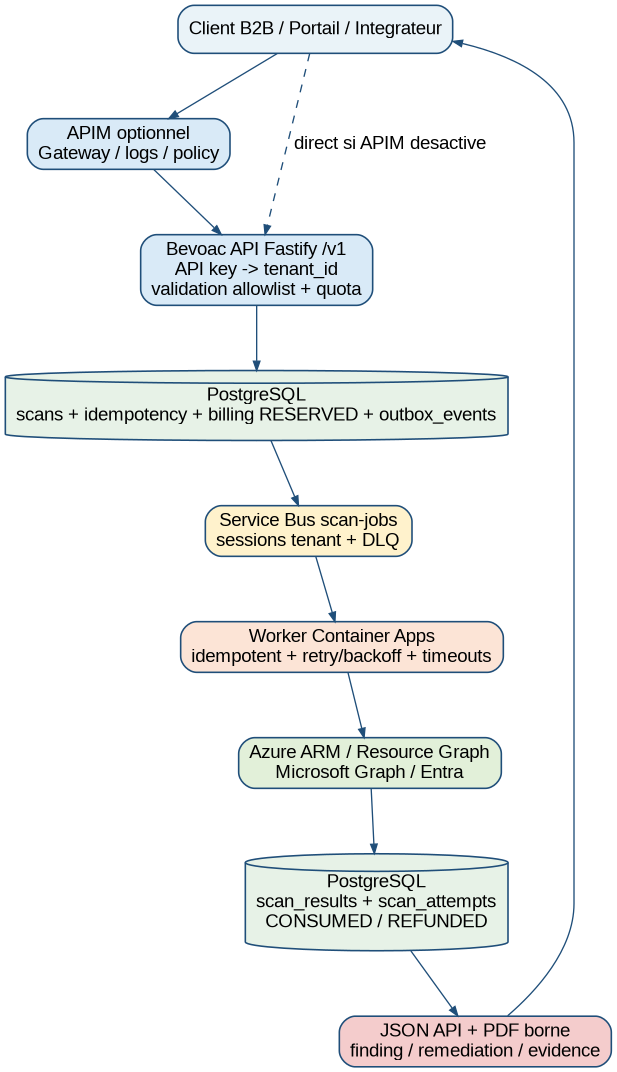 Client B2B / Portail / Integrateur
APIM optionnel
Gateway / logs / policy
direct si APIM desactive
Bevoac API Fastify /v1
API key -> tenant_id
validation allowlist + quota
PostgreSQL
scans + idempotency + billing RESERVED + outbox_events
Service Bus scan-jobs
sessions tenant + DLQ
Worker Container Apps
idempotent + retry/backoff + timeouts
Azure ARM / Resource Graph
Microsoft Graph / Entra
PostgreSQL
scan_results + scan_attempts
CONSUMED / REFUNDED
JSON API + PDF borne
finding / remediation / evidence